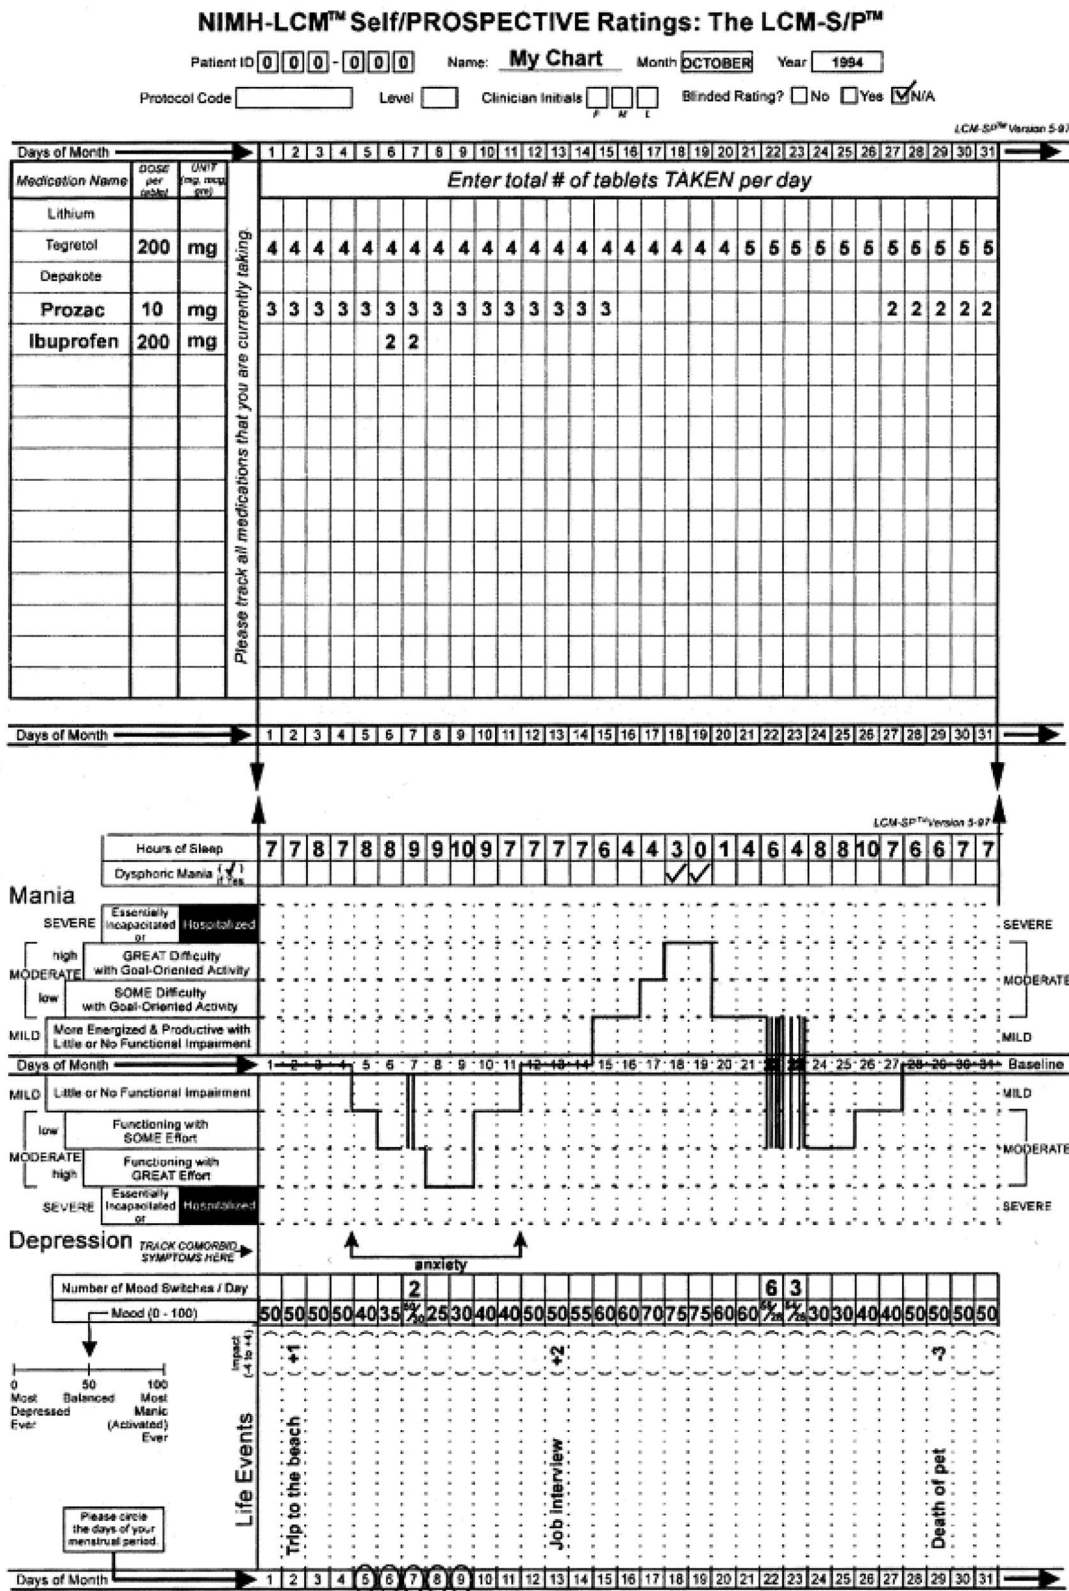 NIMH-LCM™ Self/PROSPECTIVE Ratings: The LCM-S/P™
Patient ID 0 0 0 - 0 0 0 Name: My Chart Month OCTOBER Year 1994
Protocol Code Level Clinician Initials Blinded Rating? No Yes N/A
F M L
LCM-SP™ Version 5-97
Days of Month 1 2 3 4 5 6 7 8 9 10 11 12 13 14 15 16 17 18 19 20 21 22 23 24 25 26 27 28 29 30 31
Medication Name DOSE per tablet UNIT (mg, mcg, gm) Enter total # of tablets TAKEN per day
Please track all medications that you are currently taking.
Lithium
Tegretol 200 mg 4 4 4 4 4 4 4 4 4 4 4 4 4 4 4 4 4 4 4 4 5 5 5 5 5 5 5 5 5 5 5
Depakote
Prozac 10 mg 3 3 3 3 3 3 3 3 3 3 3 3 3 3 3 2 2 2 2 2
Ibuprofen 200 mg 2 2
Days of Month 1 2 3 4 5 6 7 8 9 10 11 12 13 14 15 16 17 18 19 20 21 22 23 24 25 26 27 28 29 30 31
LCM-SP™ Version 5-97
Hours of Sleep 7 7 8 7 8 8 9 9 10 9 7 7 7 7 6 4 4 3 0 1 4 6 4 8 8 10 7 6 6 7 7
Dysphoric Mania (✓) if Yes ✓ ✓
Mania
SEVERE Essentially Incapacitated or Hospitalized SEVERE
MODERATE high GREAT Difficulty with Goal-Oriented Activity MODERATE
low SOME Difficulty with Goal-Oriented Activity
MILD More Energized & Productive with Little or No Functional Impairment MILD
Days of Month 1 2 3 4 5 6 7 8 9 10 11 12 13 14 15 16 17 18 19 20 21 24 25 26 27 28 29 30 31 Baseline
MILD Little or No Functional Impairment MILD
low Functioning with SOME Effort
MODERATE high Functioning with GREAT Effort MODERATE
SEVERE Essentially Incapacitated or Hospitalized SEVERE
Depression TRACK COMORBID SYMPTOMS HERE
anxiety
Number of Mood Switches / Day 2 6 3
Mood (0 - 100) 50 50 50 50 40 35 25 30 40 40 50 50 55 60 60 70 75 75 60 60 30 30 40 40 50 50 50 50
Impact (-4 to +4) +1 +2 -3
0 50 100
Most Depressed Ever Balanced Most Manic (Activated) Ever
Life Events Trip to the beach Job interview Death of pet
Please circle the days of your menstrual period.
Days of Month 1 2 3 4 5 6 7 8 9 10 11 12 13 14 15 16 17 18 19 20 21 22 23 24 25 26 27 28 29 30 31